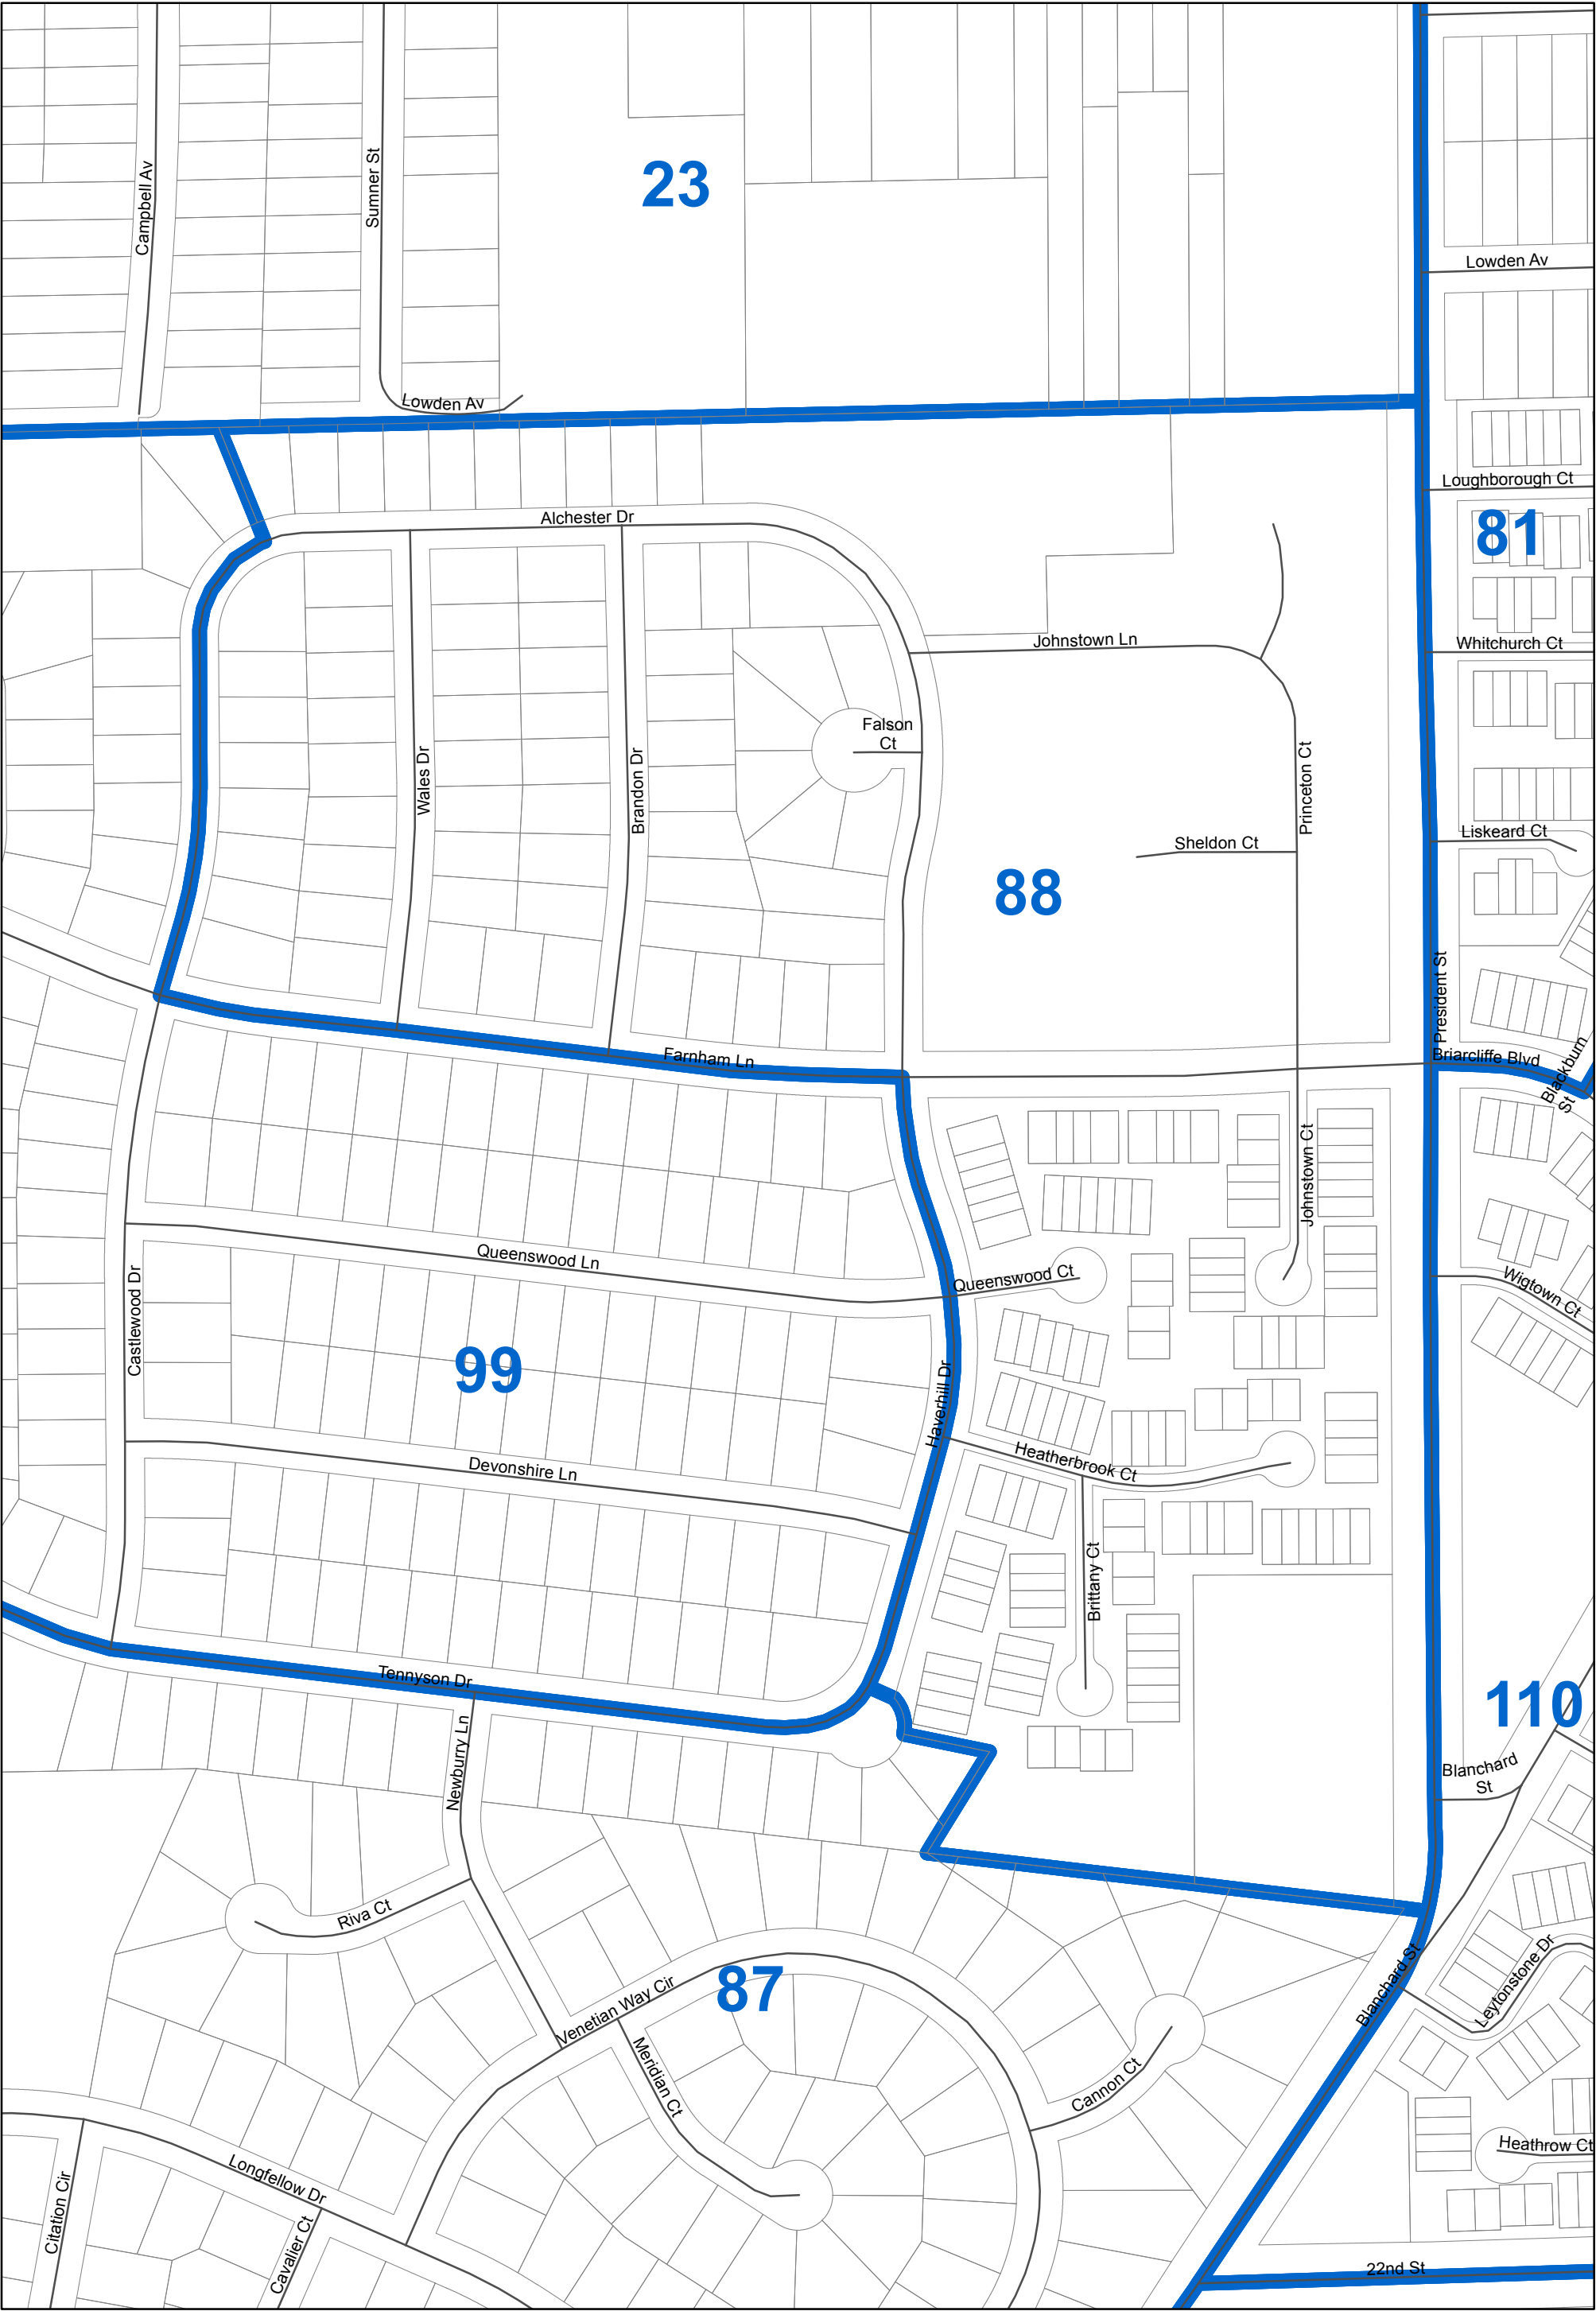 Campbell Av
Sumner St
23
Lowden Av
Lowden Av
Loughborough Ct
81
Alchester Dr
Whitchurch Ct
Johnstown Ln
Falson
Ct
Wales Dr
Brandon Dr
Princeton Ct
Liskeard Ct
Sheldon Ct
88
President St
Farnham Ln
Briarcliffe Blvd
Blackburn
St
Johnstown Ct
Queenswood Ln
Queenswood Ct
Wigtown Ct
Castlewood Dr
99
Haverhill Dr
Heatherbrook Ct
Devonshire Ln
Brittany Ct
Tennyson Dr
110
Newburry Ln
Blanchard
St
Riva Ct
87
Venetian Way Cir
Blanchard St
Leytonstone Dr
Meridian Ct
Cannon Ct
Heathrow Ct
Longfellow Dr
Citation Cir
Cavalier Ct
22nd St